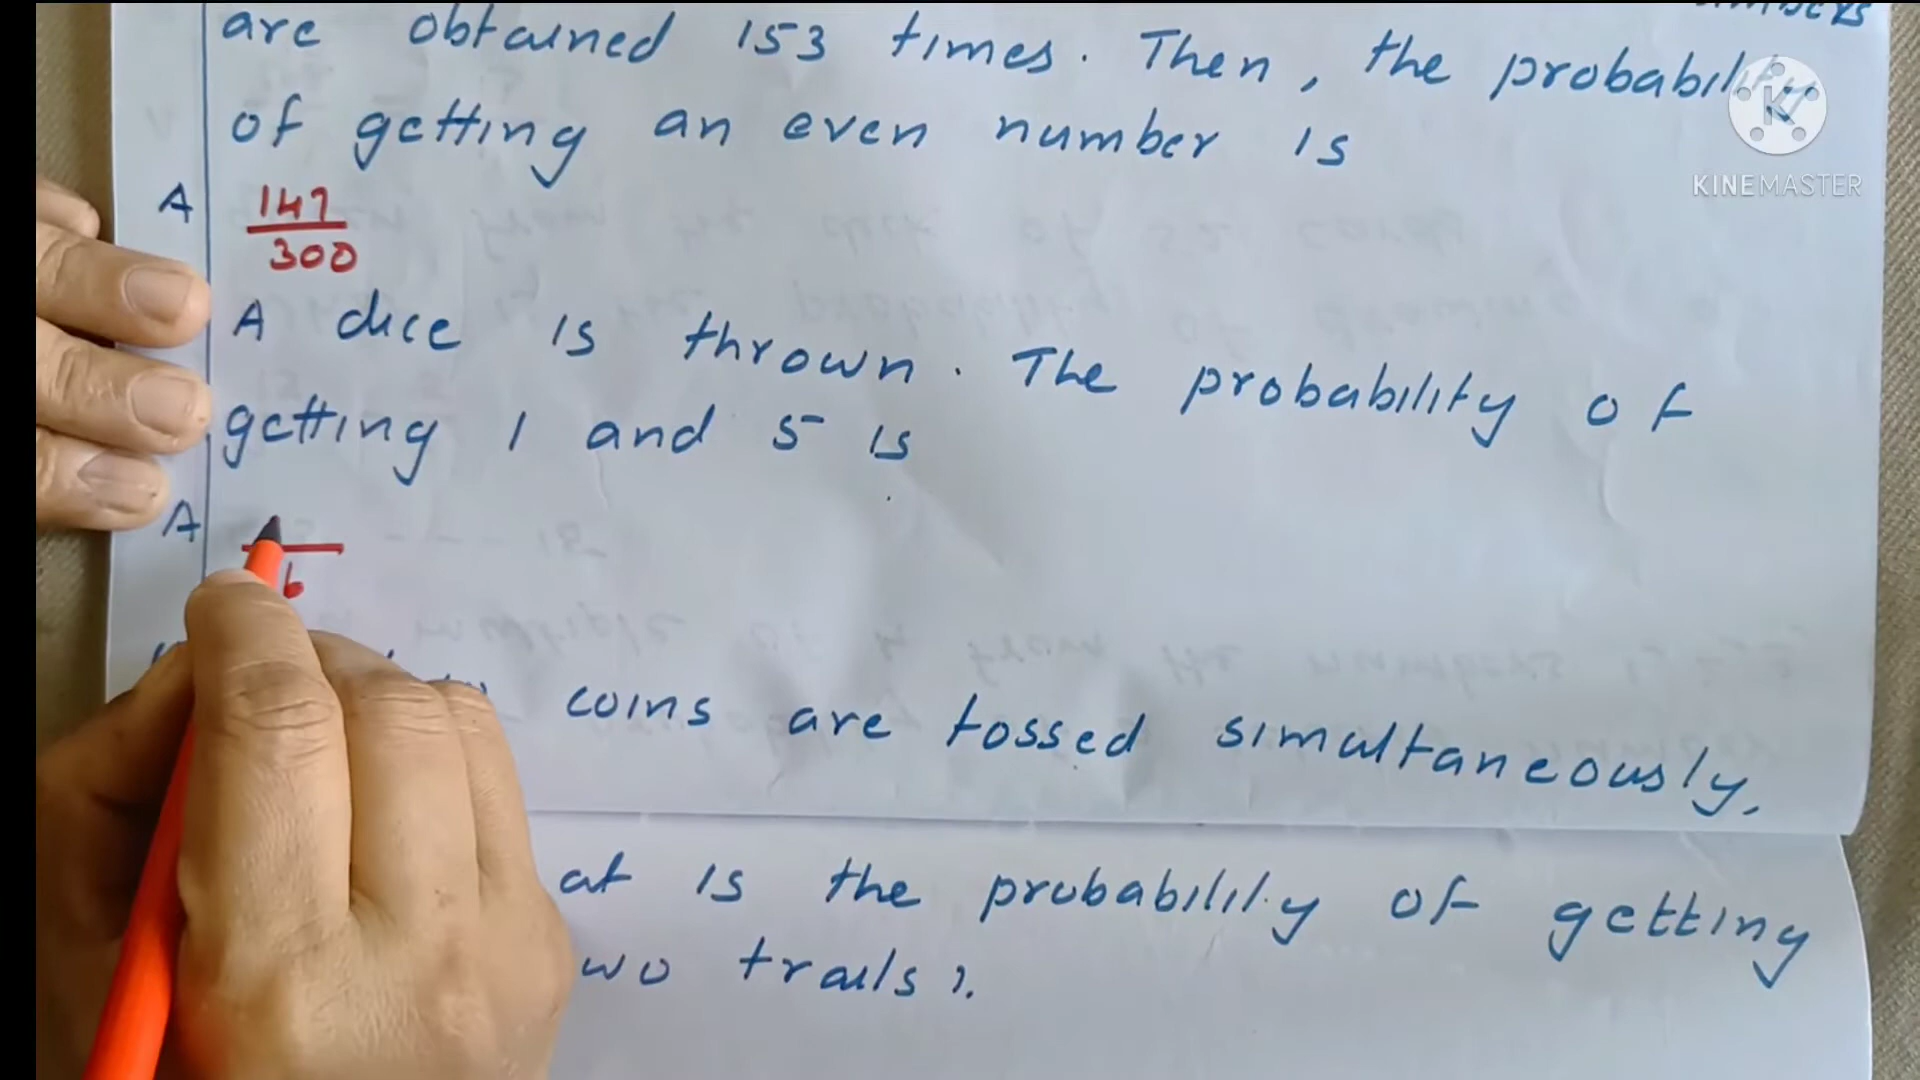 are obtained 153 times. Then, the probability
of getting an even number is
KINEMASTER
A 147/300
A dice is thrown. The probability of
getting 1 and 5 is
A /6
coins are tossed simultaneously,
at is the probability of getting
wo trails?